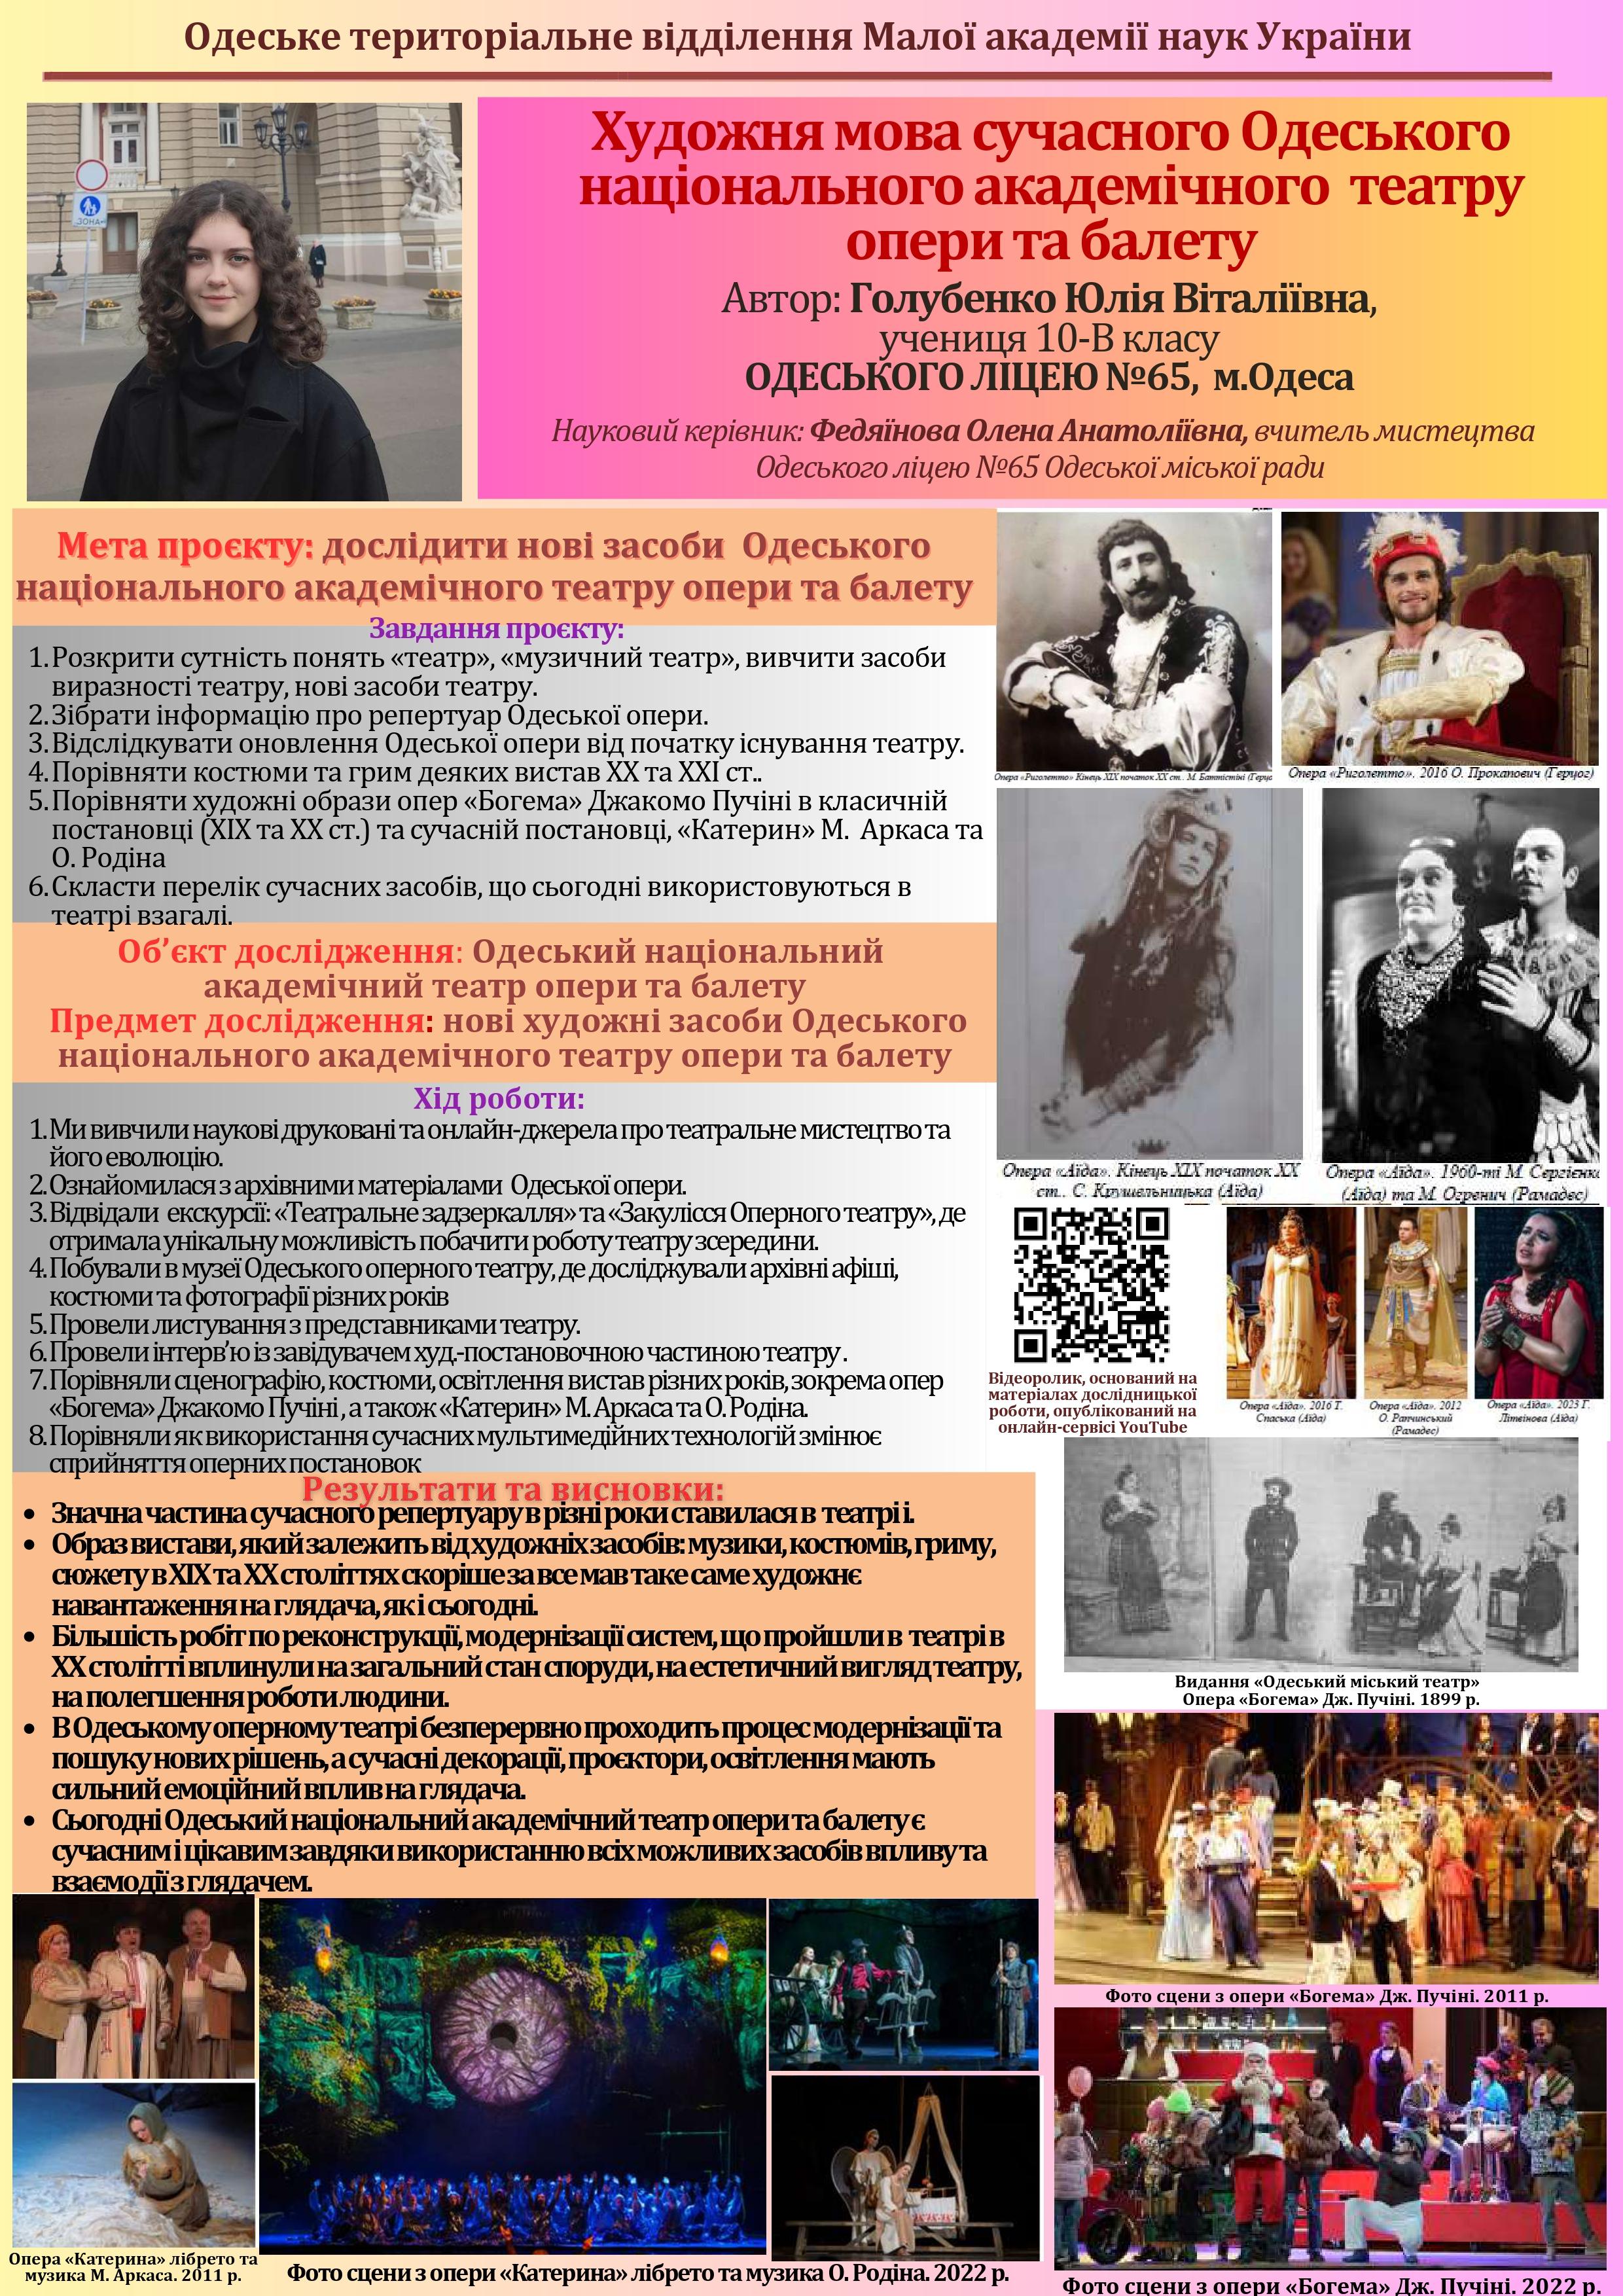 Одеське територіальне відділення Малої академії наук України
ЗОНА
Художня мова сучасного Одеського
національного академічного театру
опери та балету
Автор: Голубенко Юлія Віталіївна,
учениця 10-В класу
ОДЕСЬКОГО ЛІЦЕЮ №65, м.Одеса
Науковий керівник: Федяїнова Олена Анатоліївна, вчитель мистецтва
Одеського ліцею №65 Одеської міської ради
Мета проєкту: дослідити нові засоби Одеського
національного академічного театру опери та балету
Завдання проєкту:
1. Розкрити сутність понять «театр», «музичний театр», вивчити засоби
виразності театру, нові засоби театру.
2. Зібрати інформацію про репертуар Одеської опери.
3. Відслідкувати оновлення Одеської опери від початку існування театру.
4. Порівняти костюми та грим деяких вистав ХХ та ХХІ ст..
5. Порівняти художні образи опер «Богема» Джакомо Пучіні в класичній
постановці (ХІХ та ХХ ст.) та сучасній постановці, «Катерин» М. Аркаса та
О. Родіна
6. Скласти перелік сучасних засобів, що сьогодні використовуються в
театрі взагалі.
Об’єкт дослідження: Одеський національний
академічний театр опери та балету
Предмет дослідження: нові художні засоби Одеського
національного академічного театру опери та балету
Хід роботи:
1. Ми вивчили наукові друковані та онлайн-джерела про театральне мистецтво та
його еволюцію.
2. Ознайомилася з архівними матеріалами Одеської опери.
3. Відвідали екскурсії: «Театральне задзеркалля» та «Закулісся Оперного театру», де
отримала унікальну можливість побачити роботу театру зсередини.
4. Побували в музеї Одеського оперного театру, де досліджували архівні афіші,
костюми та фотографії різних років
5. Провели листування з представниками театру.
6. Провели інтерв’ю із завідувачем худ.-постановочною частиною театру.
7. Порівняли сценографію, костюми, освітлення вистав різних років, зокрема опер
«Богема» Джакомо Пучіні, а також «Катерин» М. Аркаса та О. Родіна.
8. Порівняли як використання сучасних мультимедійних технологій змінює
сприйняття оперних постановок
Результати та висновки:
• Значна частина сучасного репертуару в різні роки ставилася в театрі і.
• Образ вистави, який залежить від художніх засобів: музики, костюмів, гриму,
сюжету в ХІХ та ХХ століттях скоріше за все мав таке саме художнє
навантаження на глядача, як і сьогодні.
• Більшість робіт по реконструкції, модернізації систем, що пройшли в театрі в
ХХ столітті вплинули на загальний стан споруди, на естетичний вигляд театру,
на полегшення роботи людини.
• В Одеському оперному театрі безперервно проходить процес модернізації та
пошуку нових рішень, а сучасні декорації, проєктори, освітлення мають
сильний емоційний вплив на глядача.
• Сьогодні Одеський національний академічний театр опери та балету є
сучасним і цікавим завдяки використанню всіх можливих засобів впливу та
взаємодії з глядачем.
Опера «Риголетто» Кінець ХІХ початок ХХ ст.. М. Баттістіні (Герцо
Опера «Риголетто». 2016 О. Прокопович (Герцог)
Опера «Аїда». Кінець ХІХ початок ХХ
ст.. С. Крушельницька (Аїда)
Опера «Аїда». 1960-ті М. Сергієнко
(Аїда) та М. Огренич (Рамадес)
Відеоролик, оснований на
матеріалах дослідницької
роботи, опублікований на
онлайн-сервісі YouTube
Опера «Аїда». 2016 Т.
Спаська (Аїда)
Опера «Аїда». 2012
О. Рапчинський
(Рамадес)
Опера «Аїда». 2023 Г.
Літвінова (Аїда)
Видання «Одеський міський театр»
Опера «Богема» Дж. Пучіні. 1899 р.
Фото сцени з опери «Богема» Дж. Пучіні. 2011 р.
Фото сцени з опери «Богема» Дж. Пучіні. 2022 р.
Опера «Катерина» лібрето та
музика М. Аркаса. 2011 р.
Фото сцени з опери «Катерина» лібрето та музика О. Родіна. 2022 р.